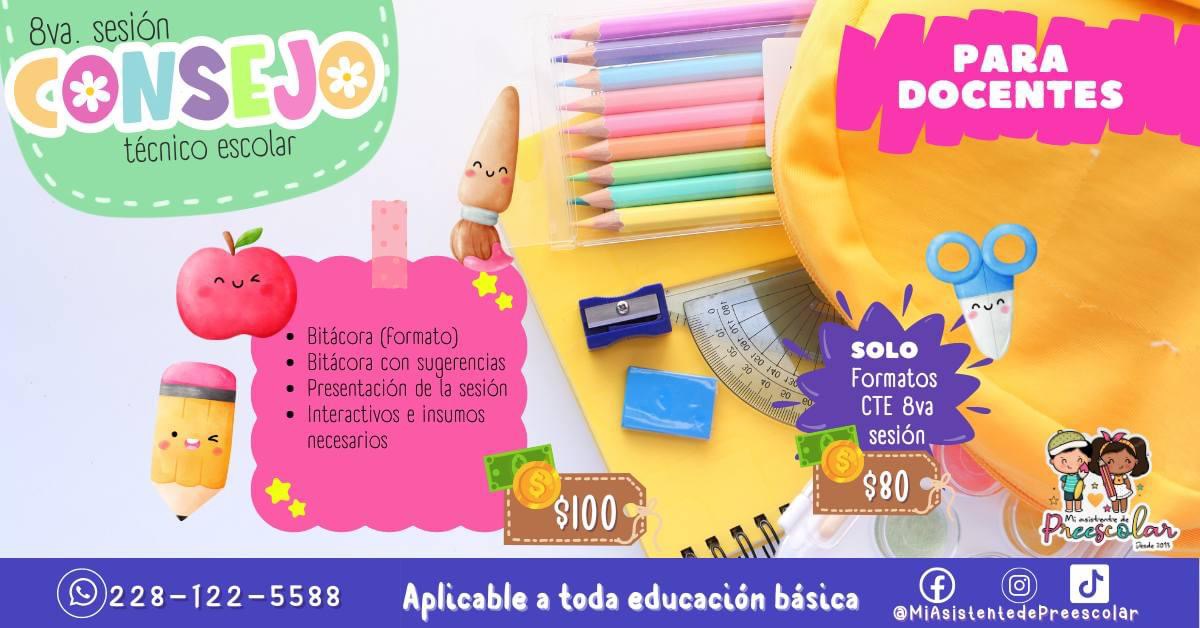 8va. sesión
CONSEJO
técnico escolar
PARA
DOCENTES
• Bitácora (Formato)
• Bitácora con sugerencias
• Presentación de la sesión
• Interactivos e insumos
necesarios
$100
SOLO
Formatos
CTE 8va
sesión
$80
Mi asistente de
Preescolar
Desde 2015
228-122-5588
Aplicable a toda educación básica
@MiAsistentedePreescolar